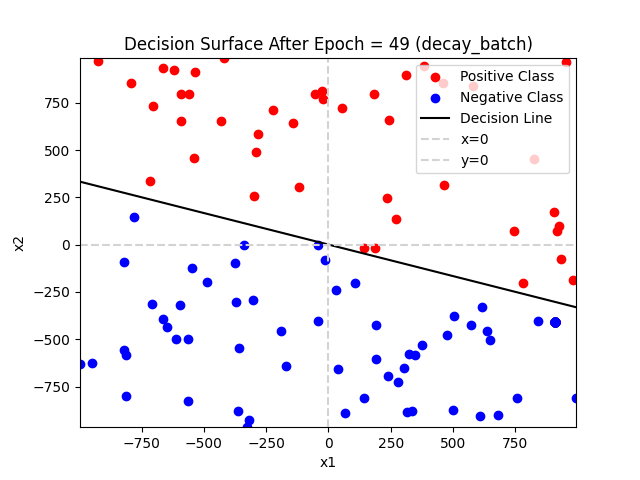 Decision Surface After Epoch = 49 (decay_batch)
Positive Class
Negative Class
Decision Line
x=0
y=0
x2
750
500
250
0
−250
−500
−750
−750
−500
−250
0
250
500
750
x1